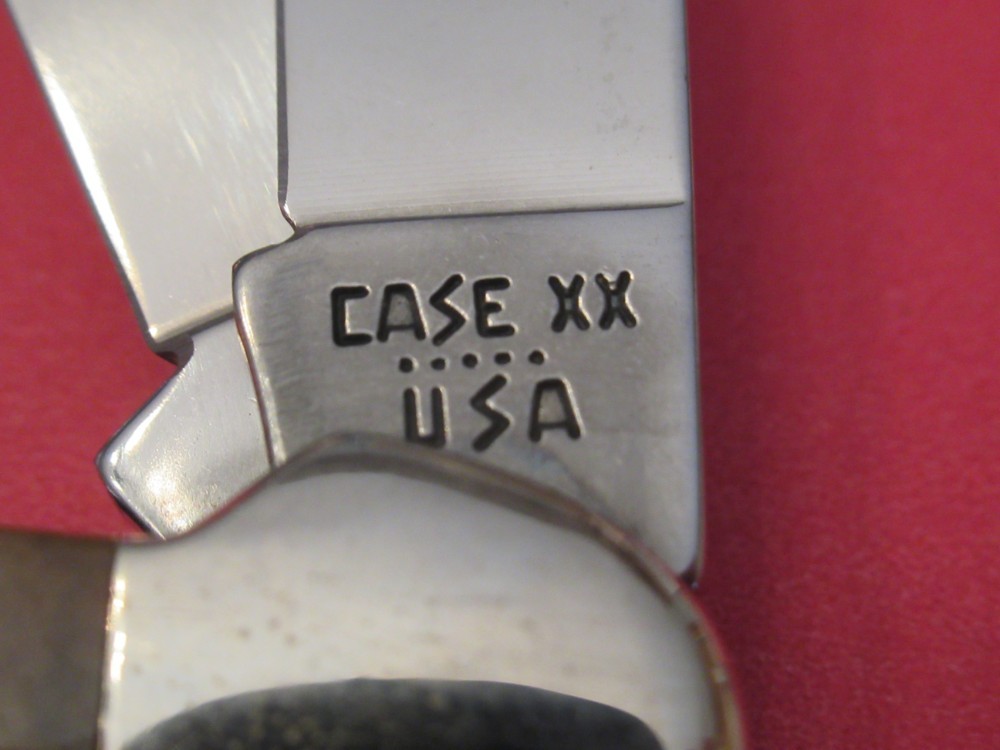 CASE XX
.....
USA